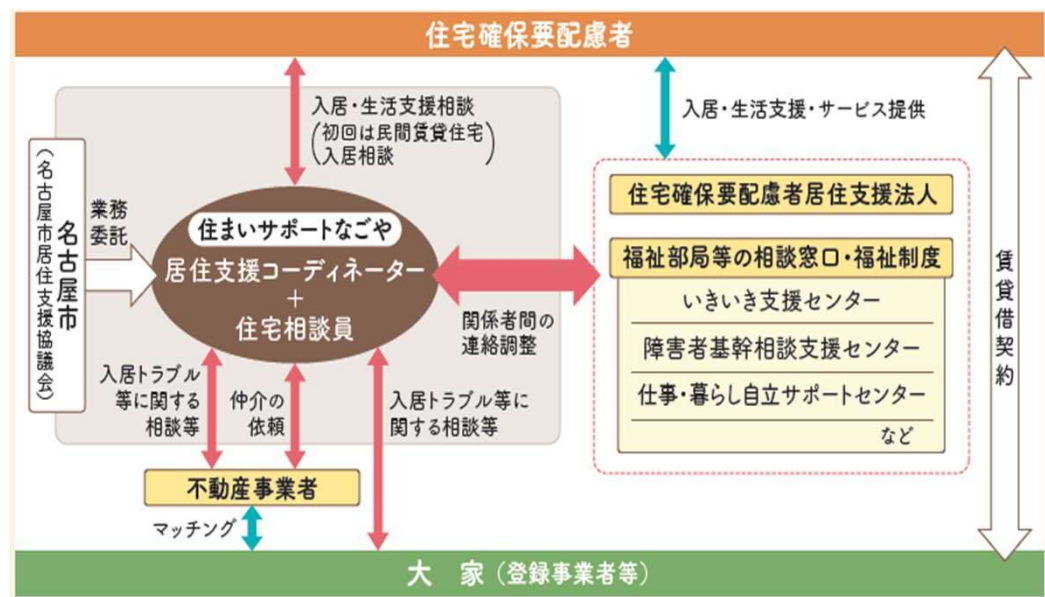 住宅確保要配慮者
入居・生活支援相談
(初回は民間賃貸住宅
入居相談)
入居・生活支援・サービス提供
名古屋市
(名古屋市居住支援協議会)
業務
委託
住まいサポートなごや
居住支援コーディネーター
+
住宅相談員
関係者間の
連絡調整
住宅確保要配慮者居住支援法人
福祉部局等の相談窓口・福祉制度
いきいき支援センター
障害者基幹相談支援センター
仕事・暮らし自立サポートセンター
など
賃貸借契約
入居トラブル
等に関する
相談等
仲介の
依頼
入居トラブル等に
関する相談等
不動産事業者
マッチング
大 家(登録事業者等)